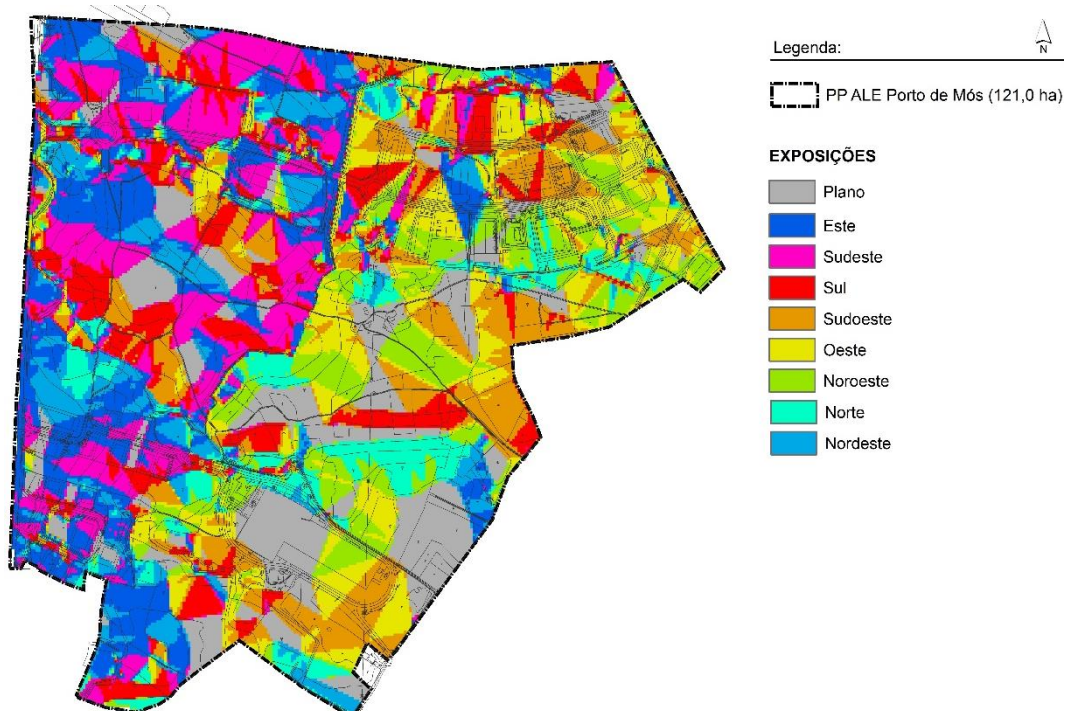 Legenda:
N
PP ALE Porto de Mós (121,0 ha)
EXPOSIÇÕES
Plano
Este
Sudeste
Sul
Sudoeste
Oeste
Noroeste
Norte
Nordeste